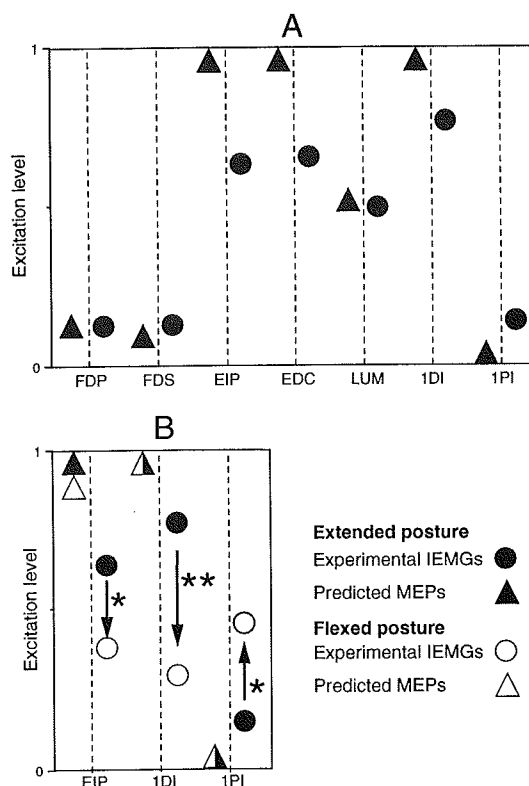 A
1
Excitation level
0
FDP FDS EIP EDC LUM 1DI 1PI
B
1
Excitation level
0
* ** *
EIP 1DI 1PI
Extended posture
Experimental IEMGs
Predicted MEPs
Flexed posture
Experimental IEMGs
Predicted MEPs